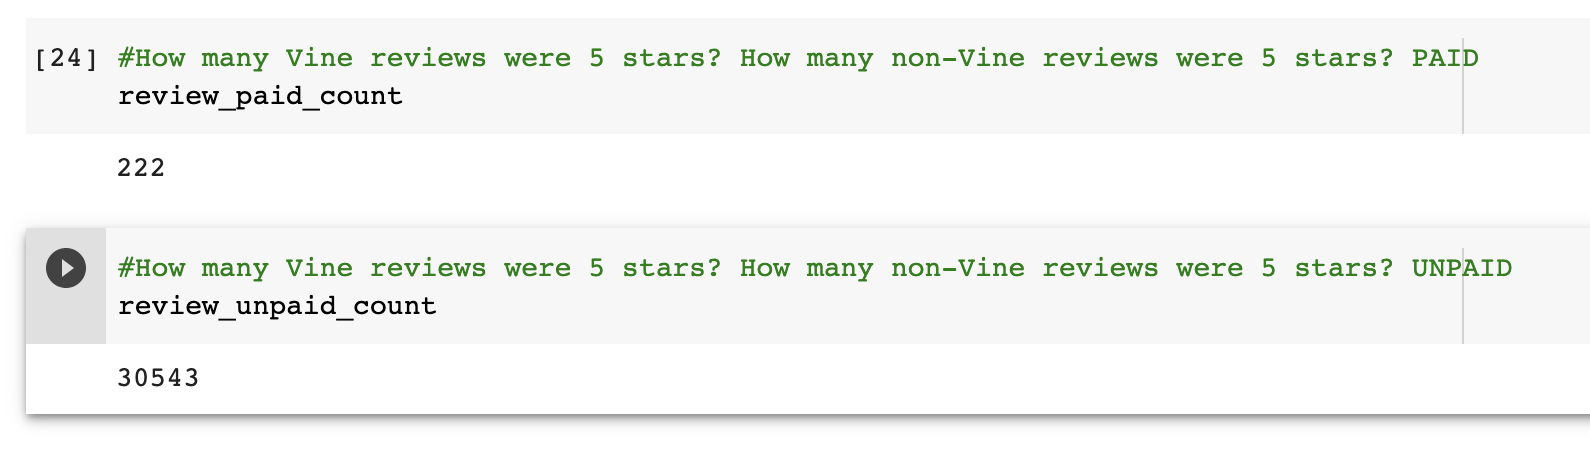 [24] #How many Vine reviews were 5 stars? How many non-Vine reviews were 5 stars? PAID
review_paid_count
222
#How many Vine reviews were 5 stars? How many non-Vine reviews were 5 stars? UNPAID
review_unpaid_count
30543